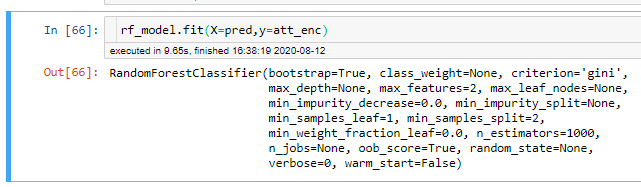 In [66]: rf_model.fit(X=pred,y=att_enc)
executed in 9.65s, finished 16:38:19 2020-08-12
Out[66]: RandomForestClassifier(bootstrap=True, class_weight=None, criterion='gini',
max_depth=None, max_features=2, max_leaf_nodes=None,
min_impurity_decrease=0.0, min_impurity_split=None,
min_samples_leaf=1, min_samples_split=2,
min_weight_fraction_leaf=0.0, n_estimators=1000,
n_jobs=None, oob_score=True, random_state=None,
verbose=0, warm_start=False)